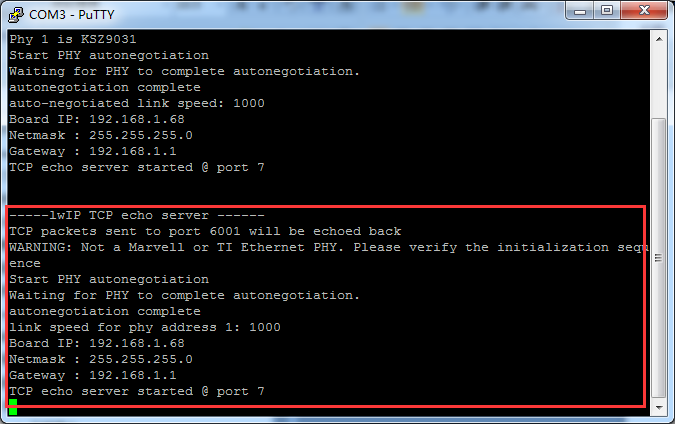 COM3 - PuTTY
Phy 1 is KSZ9031
Start PHY autonegotiation
Waiting for PHY to complete autonegotiation.
autonegotiation complete
auto-negotiated link speed: 1000
Board IP: 192.168.1.68
Netmask : 255.255.255.0
Gateway : 192.168.1.1
TCP echo server started @ port 7
-----lwIP TCP echo server ------
TCP packets sent to port 6001 will be echoed back
WARNING: Not a Marvell or TI Ethernet PHY. Please verify the initialization sequ
ence
Start PHY autonegotiation
Waiting for PHY to complete autonegotiation.
autonegotiation complete
link speed for phy address 1: 1000
Board IP: 192.168.1.68
Netmask : 255.255.255.0
Gateway : 192.168.1.1
TCP echo server started @ port 7